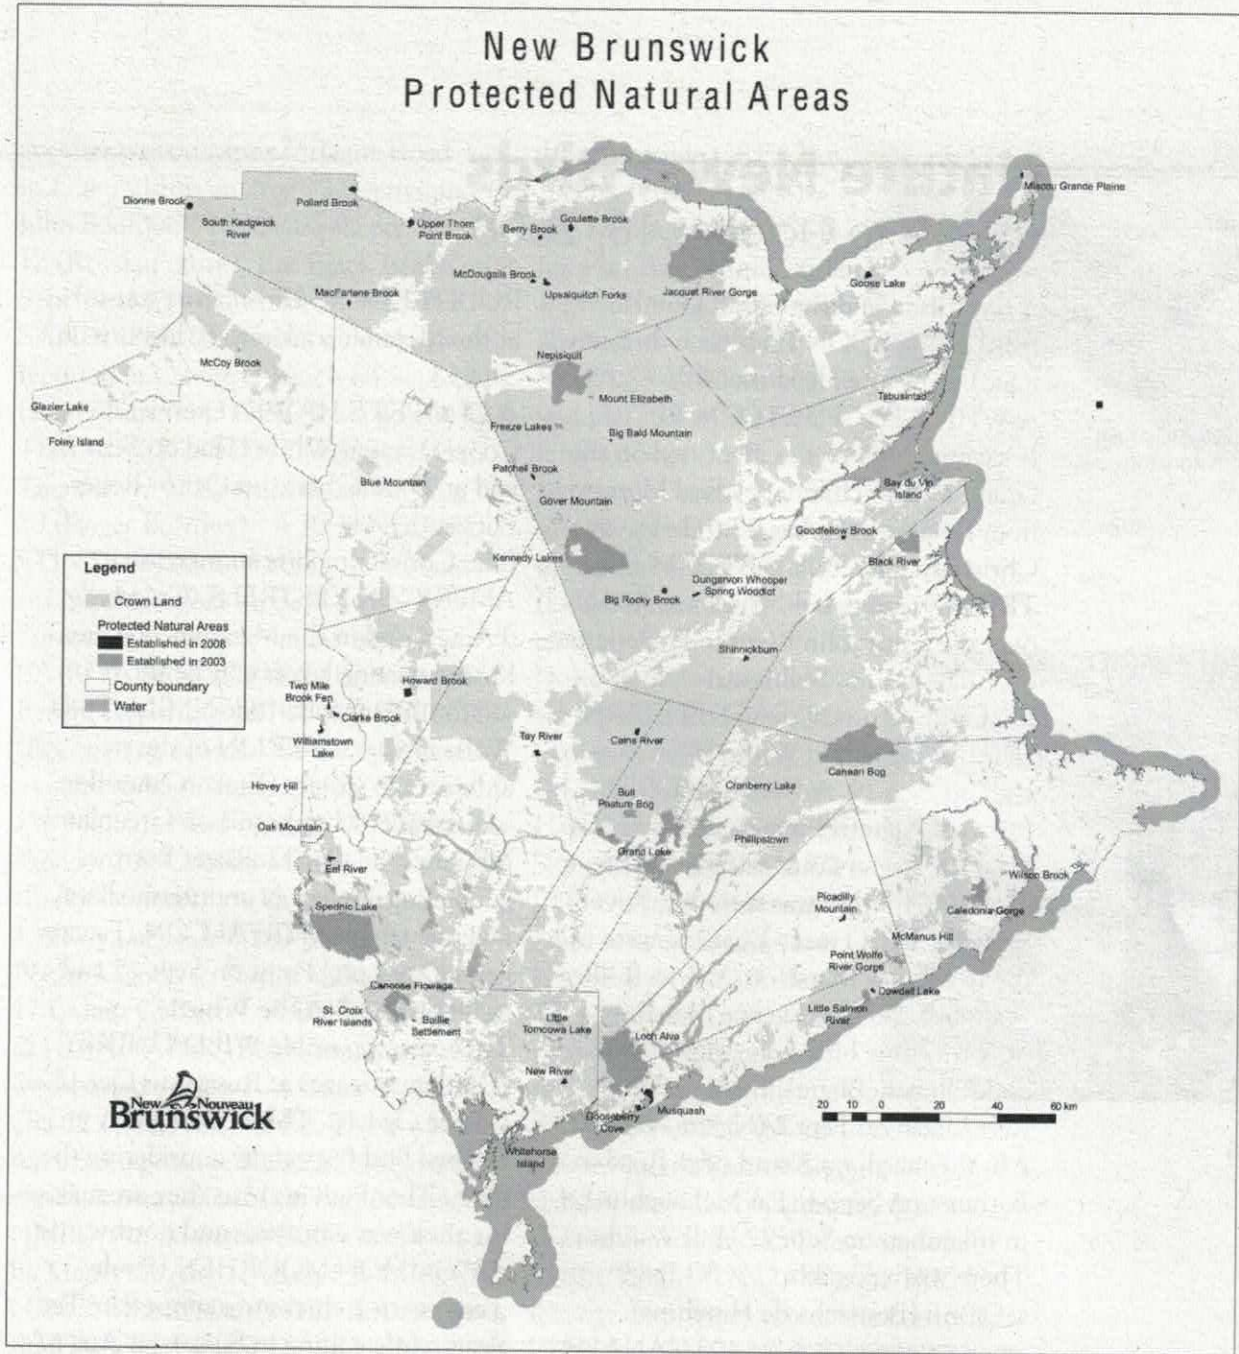 New Brunswick
Protected Natural Areas
Miscou Grande Plaine
Dionne Brook
Pollard Brook
South Kedgwick
River
Upper Thorn
Point Brook
Berry Brook
Goulette Brook
McDougalls Brook
Upsalquitch Forks
Jacquet River Gorge
Goose Lake
MacFarlane Brook
McCoy Brook
Nepisiquit
Mount Elizabeth
Tabusintac
Glazier Lake
Foley Island
Freeze Lakes
Big Bald Mountain
Blue Mountain
Patchell Brook
Gover Mountain
Bay du Vin
Island
Goodfellow Brook
Kennedy Lakes
Black River
Big Rocky Brook
Dungarvon Whooper
Spring Woodlot
Shinnickburn
Legend
Crown Land
Protected Natural Areas
Established in 2008
Established in 2003
County boundary
Water
Two Mile
Brook Fen
Howard Brook
Clarke Brook
Williamstown
Lake
Tay River
Cains River
Canaan Bog
Hovey Hill
Bull
Pasture Bog
Cranberry Lake
Oak Mountain
Grand Lake
Phillipstown
Eel River
Wilson Brook
Spednic Lake
Picadilly
Mountain
Caledonia Gorge
McManus Hill
Point Wolfe
River Gorge
Canoose Flowage
Dowdall Lake
St. Croix
River Islands
Baillie
Settlement
Little
Tomoowa Lake
Little Salmon
River
Loch Alva
New River
Musquash
Gooseberry
Cove
New Nouveau
Brunswick
20 10 0 20 40 60 km
Whitehorse
Island